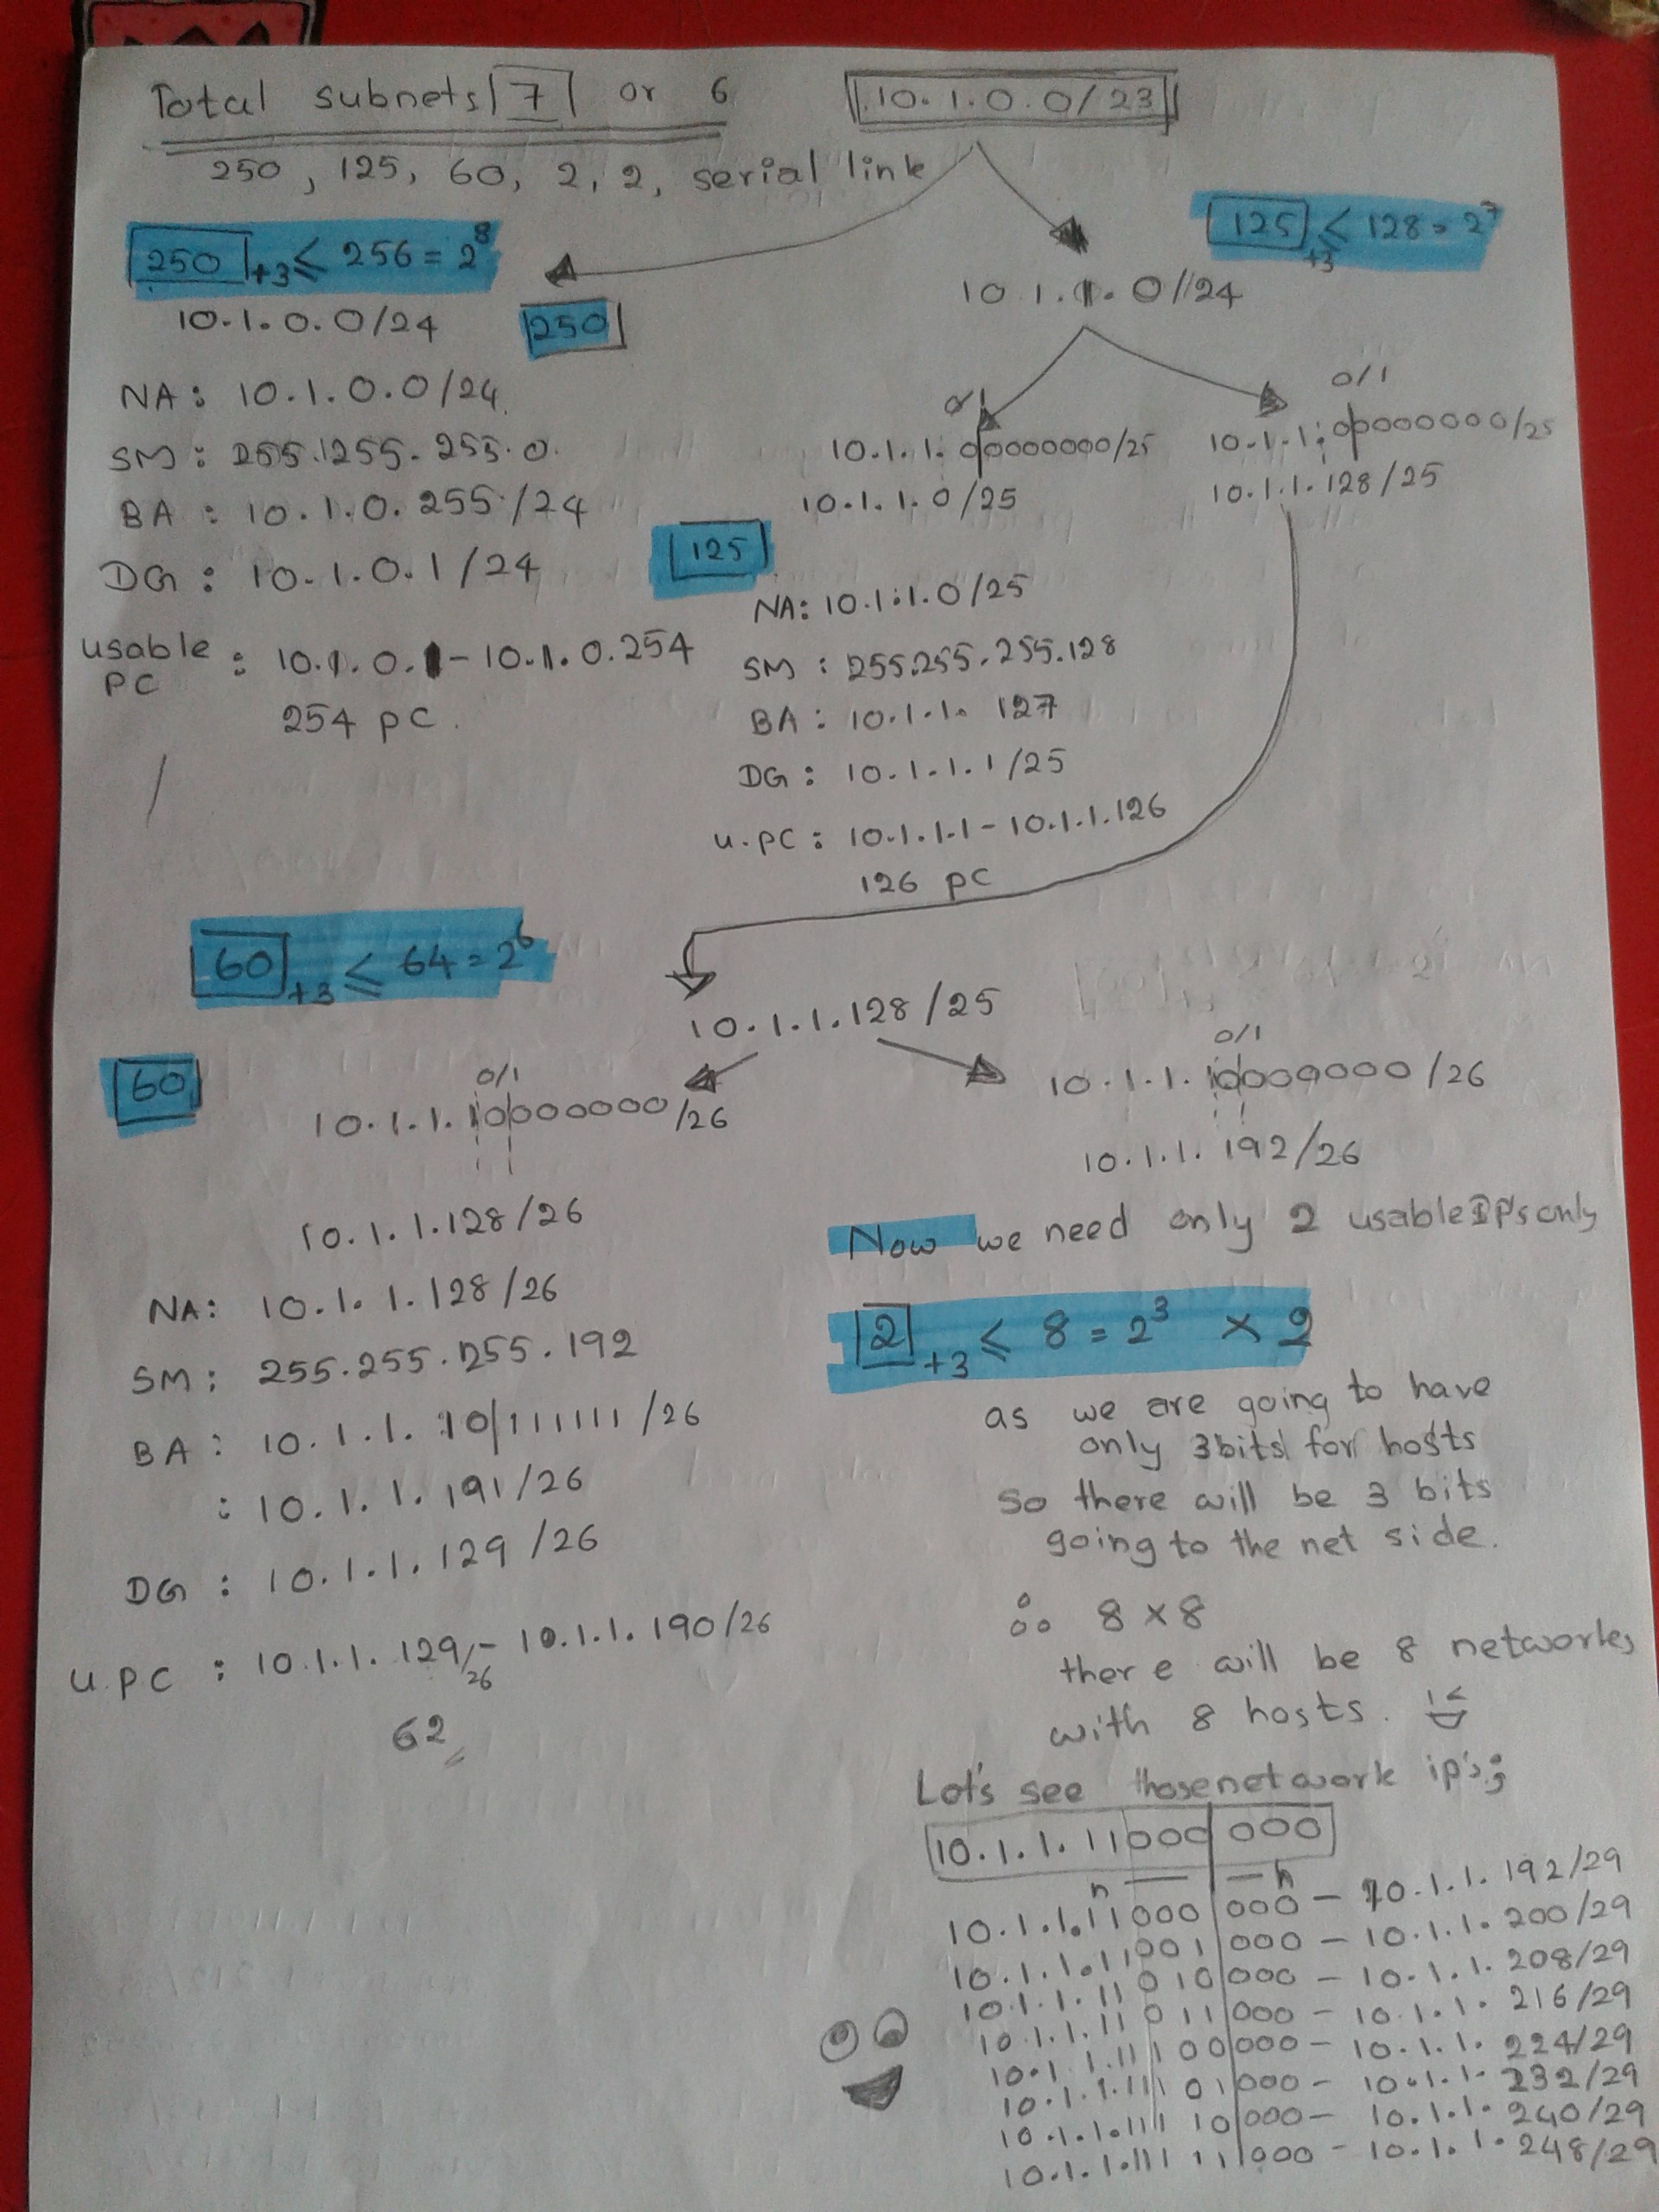 Total subnets 7 or 6
10.1.0.0/23
250, 125, 60, 2, 2, serial link
250 +3 ≤ 256 = 2^8
125 +3 ≤ 128 = 2^7
10.1.0.0/24
250
10.1.1.0/24
NA: 10.1.0.0/24
SM: 255.255.255.0
BA: 10.1.0.255/24
DG: 10.1.0.1/24
usable PC: 10.1.0.1 - 10.1.0.254
254 pc.
0/1
10.1.1.00000000/25
10.1.1.0/25
0/1
10.1.1.00000000/25
10.1.1.128/25
125
NA: 10.1.1.0/25
SM: 255.255.255.128
BA: 10.1.1.127
DG: 10.1.1.1/25
u.pc: 10.1.1.1 - 10.1.1.126
126 pc
60 +3 ≤ 64 = 2^6
10.1.1.128/25
60
0/1
10.1.1.10000000/26
10.1.1.128/26
NA: 10.1.1.128/26
SM: 255.255.255.192
BA: 10.1.1.10|111111/26
: 10.1.1.191/26
DG: 10.1.1.129/26
u.PC: 10.1.1.129/26 - 10.1.1.190/26
62
0/1
10.1.1.10000000/26
10.1.1.192/26
Now we need only 2 usable IP's only
2 +3 ≤ 8 = 2^3 × 2
as we are going to have
only 3bits for hosts
so there will be 3 bits
going to the net side.
∴ 8 × 8
there will be 8 networks
with 8 hosts.
Let's see those network ip's;
10.1.1.11000|000
n h
10.1.1.11000|000 - 10.1.1.192/29
10.1.1.11001|000 - 10.1.1.200/29
10.1.1.11010|000 - 10.1.1.208/29
10.1.1.11011|000 - 10.1.1.216/29
10.1.1.11100|000 - 10.1.1.224/29
10.1.1.11101|000 - 10.1.1.232/29
10.1.1.11110|000 - 10.1.1.240/29
10.1.1.11111|000 - 10.1.1.248/29